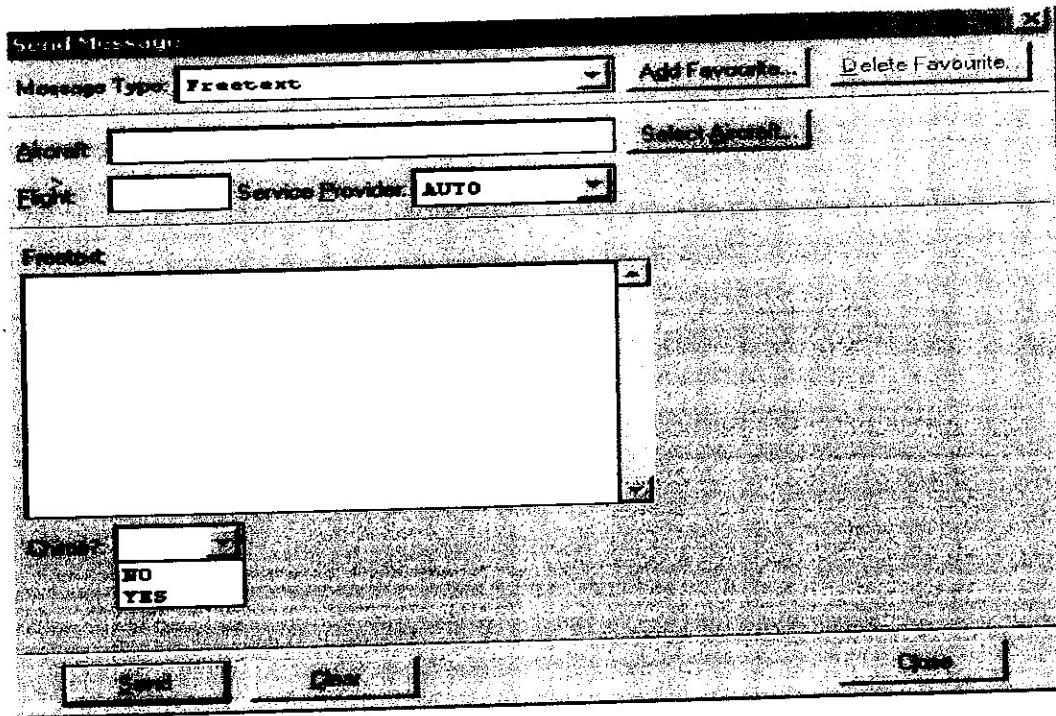 Send Message
Message Type: Freetext Add Favourite... Delete Favourite...
Aircraft: Select Aircraft...
Flight: Service Provider: AUTO
Freetext:
NO
YES
Send Clear Close